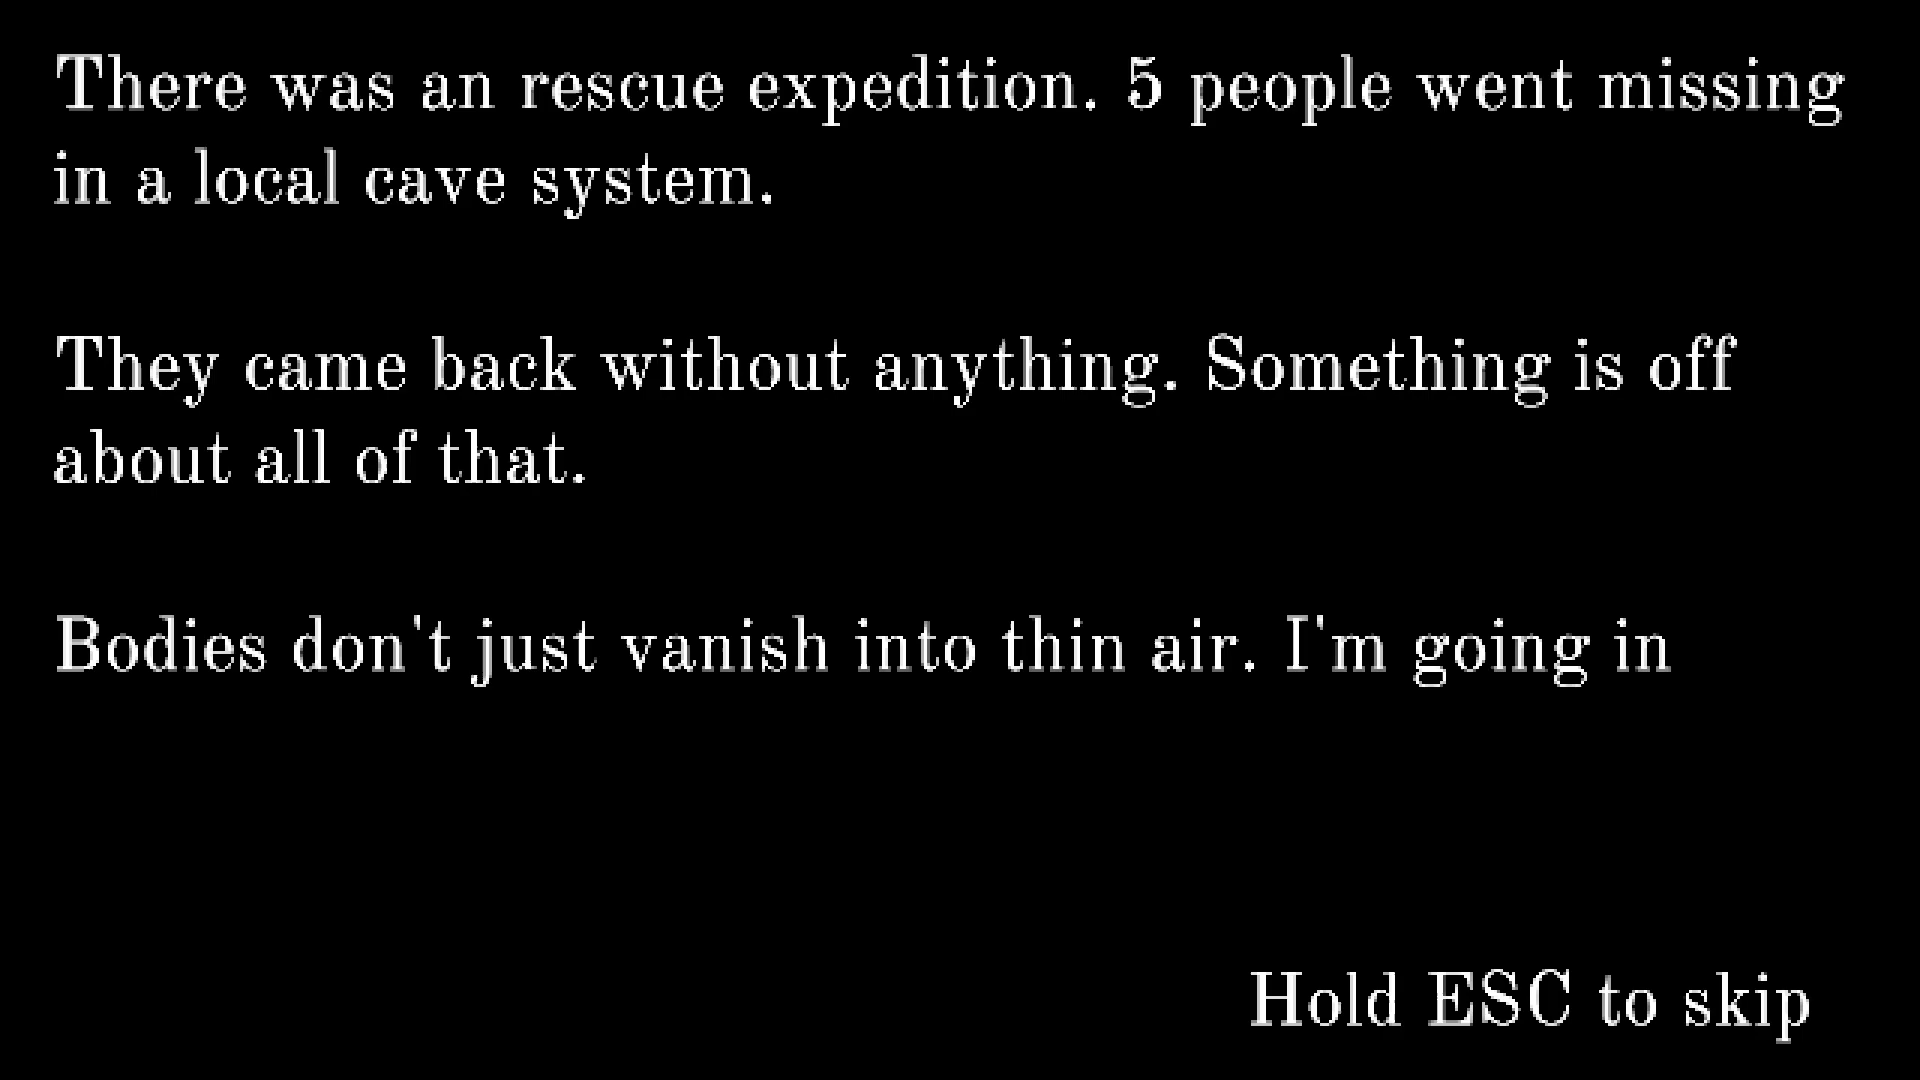 There was an rescue expedition. 5 people went missing
in a local cave system.
They came back without anything. Something is off
about all of that.
Bodies don't just vanish into thin air. I'm going in
Hold ESC to skip